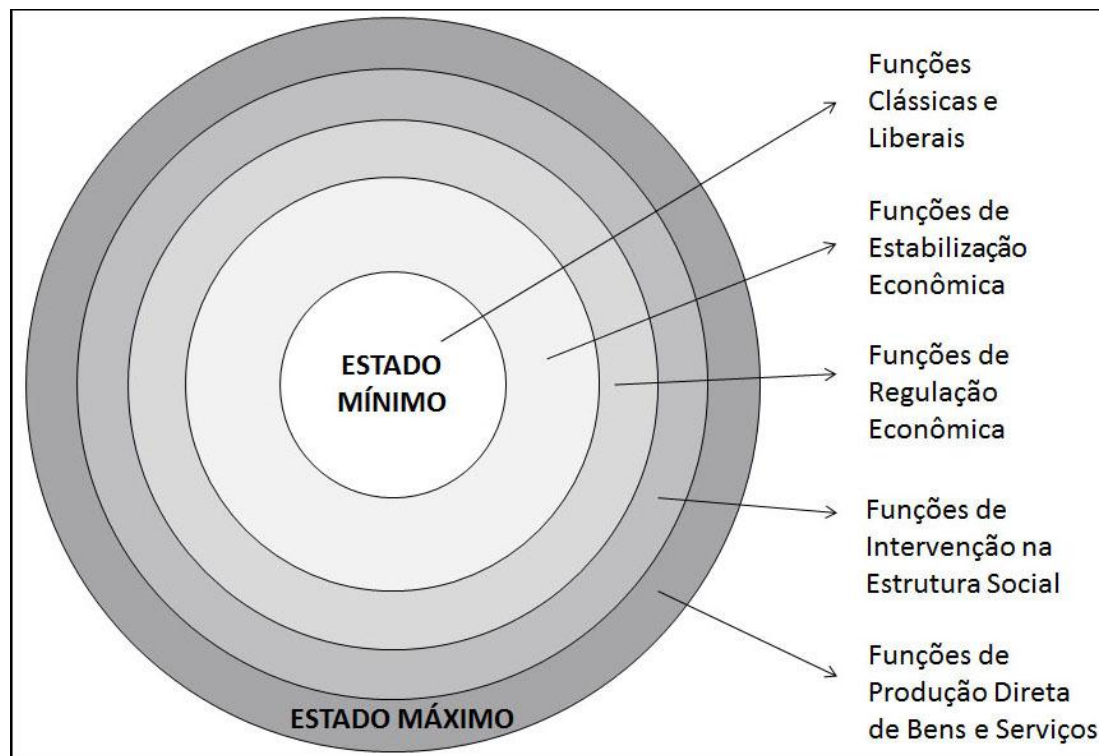 Funções
Clássicas e
Liberais
Funções de
Estabilização
Econômica
ESTADO
MÍNIMO
Funções de
Regulação
Econômica
Funções de
Intervenção na
Estrutura Social
Funções de
Produção Direta
de Bens e Serviços
ESTADO MÁXIMO